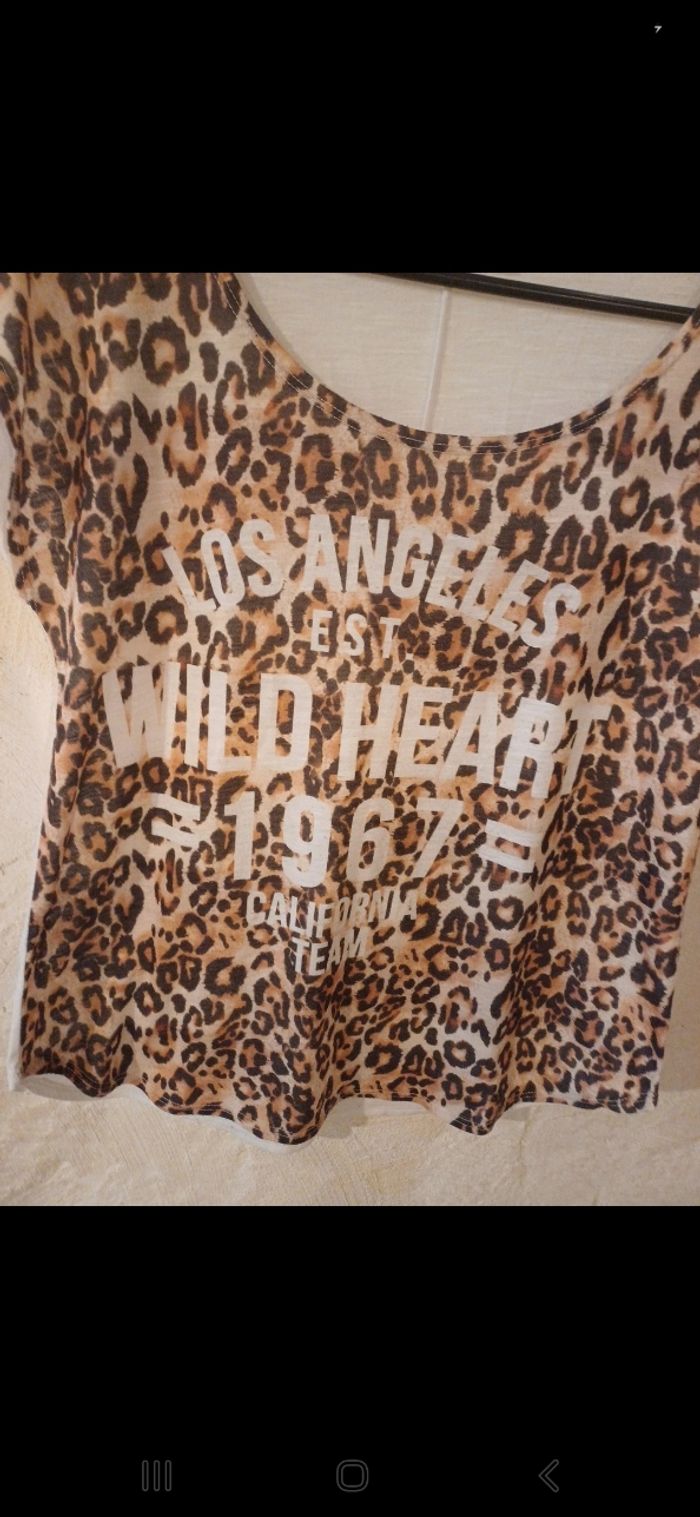 LOS ANGELES
EST.
WILD HEART
=1967=
CALIFORNIA
TEAM